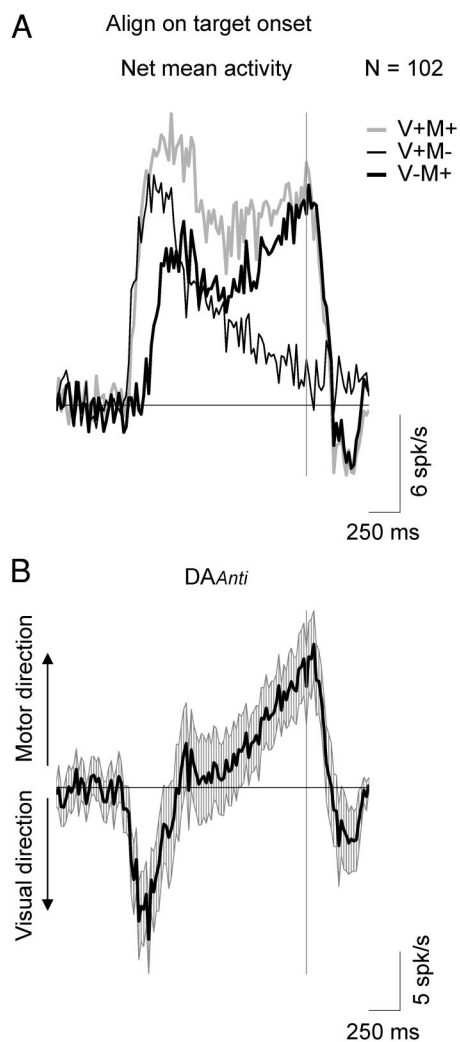 A
Align on target onset
Net mean activity N = 102
V+M+
V+M-
V-M+
6 spk/s
250 ms
B
DAAnti
Motor direction
Visual direction
5 spk/s
250 ms